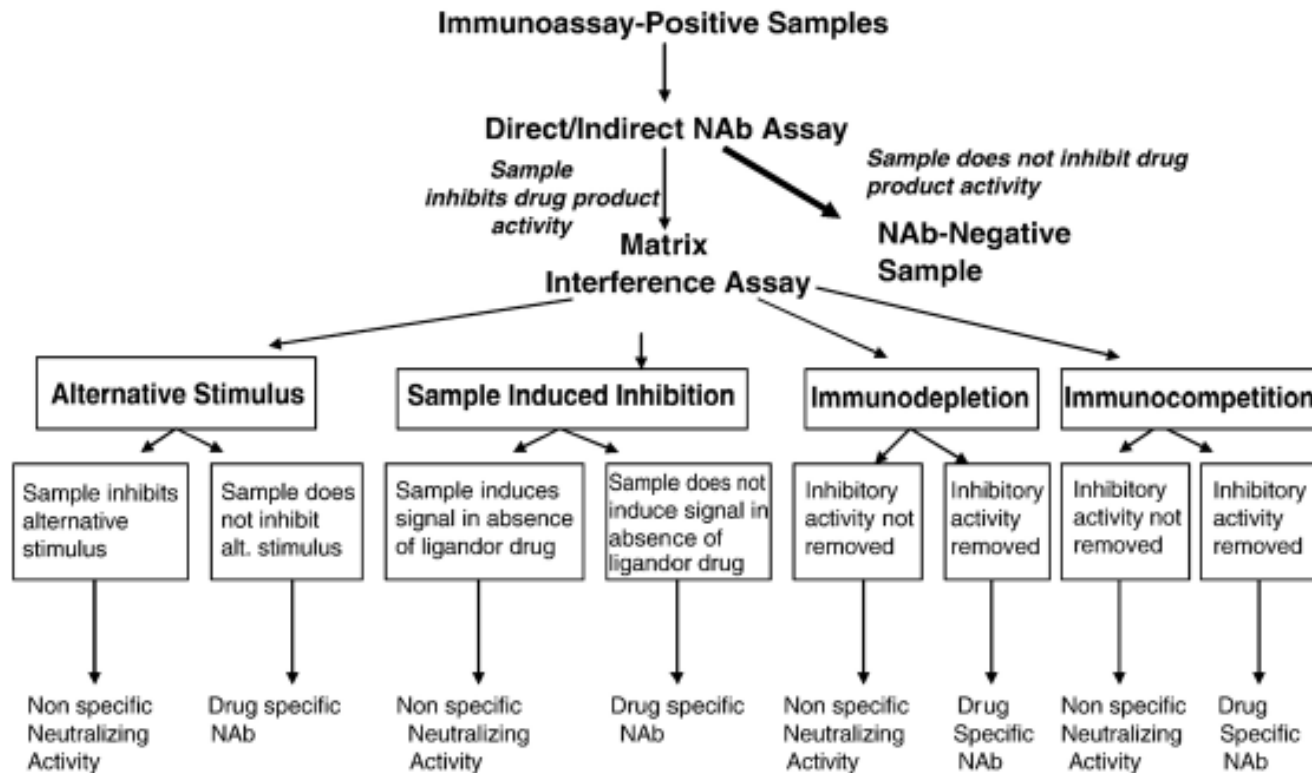 Immunoassay-Positive Samples
Direct/Indirect NAb Assay
Sample
inhibits drug product
activity
Sample does not inhibit drug
product activity
NAb-Negative
Sample
Matrix
Interference Assay
Alternative Stimulus
Sample Induced Inhibition
Immunodepletion
Immunocompetition
Sample inhibits
alternative
stimulus
Sample does
not inhibit
alt. stimulus
Sample induces
signal in absence
of ligandor drug
Sample does not
induce signal in
absence of
ligandor drug
Inhibitory
activity not
removed
Inhibitory
activity
removed
Inhibitory
activity not
removed
Inhibitory
activity
removed
Non specific
Neutralizing
Activity
Drug specific
NAb
Non specific
Neutralizing
Activity
Drug specific
NAb
Non specific
Neutralizing
Activity
Drug
Specific
NAb
Non specific
Neutralizing
Activity
Drug
Specific
NAb